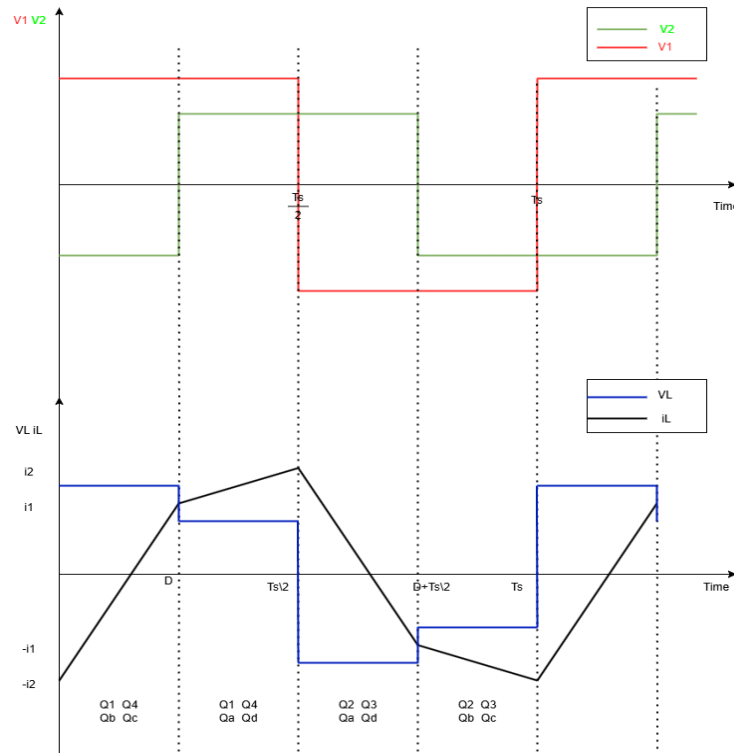 V1 V2
V2
V1
Ts
2
Ts
Time
VL
iL
VL iL
i2
i1
D
Ts\2
D+Ts\2
Ts
Time
-i1
-i2
Q1 Q4
Qb Qc
Q1 Q4
Qa Qd
Q2 Q3
Qa Qd
Q2 Q3
Qb Qc